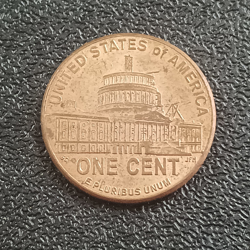 UNITED STATES OF AMERICA
ONE CENT
E PLURIBUS UNUM